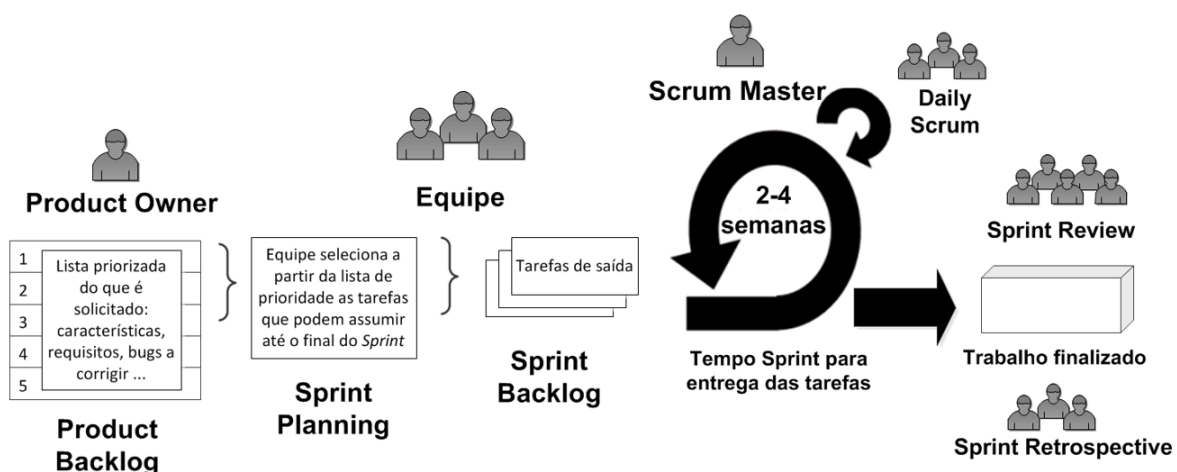 Product Owner
1
2
3
4
5
Lista priorizada
do que é
solicitado:
características,
requisitos, bugs a
corrigir ...
Product
Backlog
Equipe
Equipe seleciona a
partir da lista de
prioridade as tarefas
que podem assumir
até o final do Sprint
Sprint
Planning
Tarefas de saída
Sprint
Backlog
Scrum Master
Daily
Scrum
2-4
semanas
Tempo Sprint para
entrega das tarefas
Sprint Review
Trabalho finalizado
Sprint Retrospective